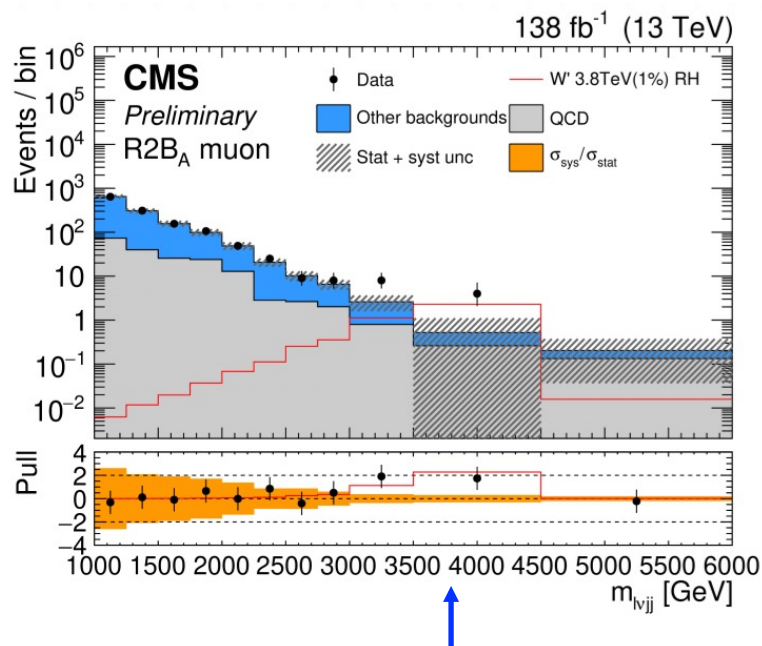 138 fb⁻¹ (13 TeV)
CMS
Preliminary
R2B_A muon
Data
W' 3.8TeV(1%) RH
Other backgrounds
QCD
Stat + syst unc
σ_sys/σ_stat
Events / bin
10⁶
10⁵
10⁴
10³
10²
10
1
10⁻¹
10⁻²
Pull
4
2
0
−2
−4
1000 1500 2000 2500 3000 3500 4000 4500 5000 5500 6000
m_lνjj [GeV]